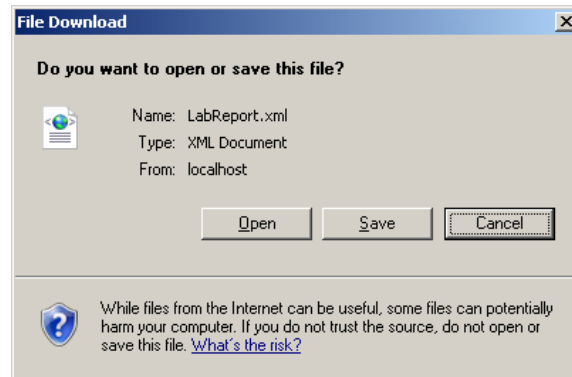 File Download
Do you want to open or save this file?
Name: LabReport.xml
Type: XML Document
From: localhost
Open Save Cancel
While files from the Internet can be useful, some files can potentially
harm your computer. If you do not trust the source, do not open or
save this file. What's the risk?